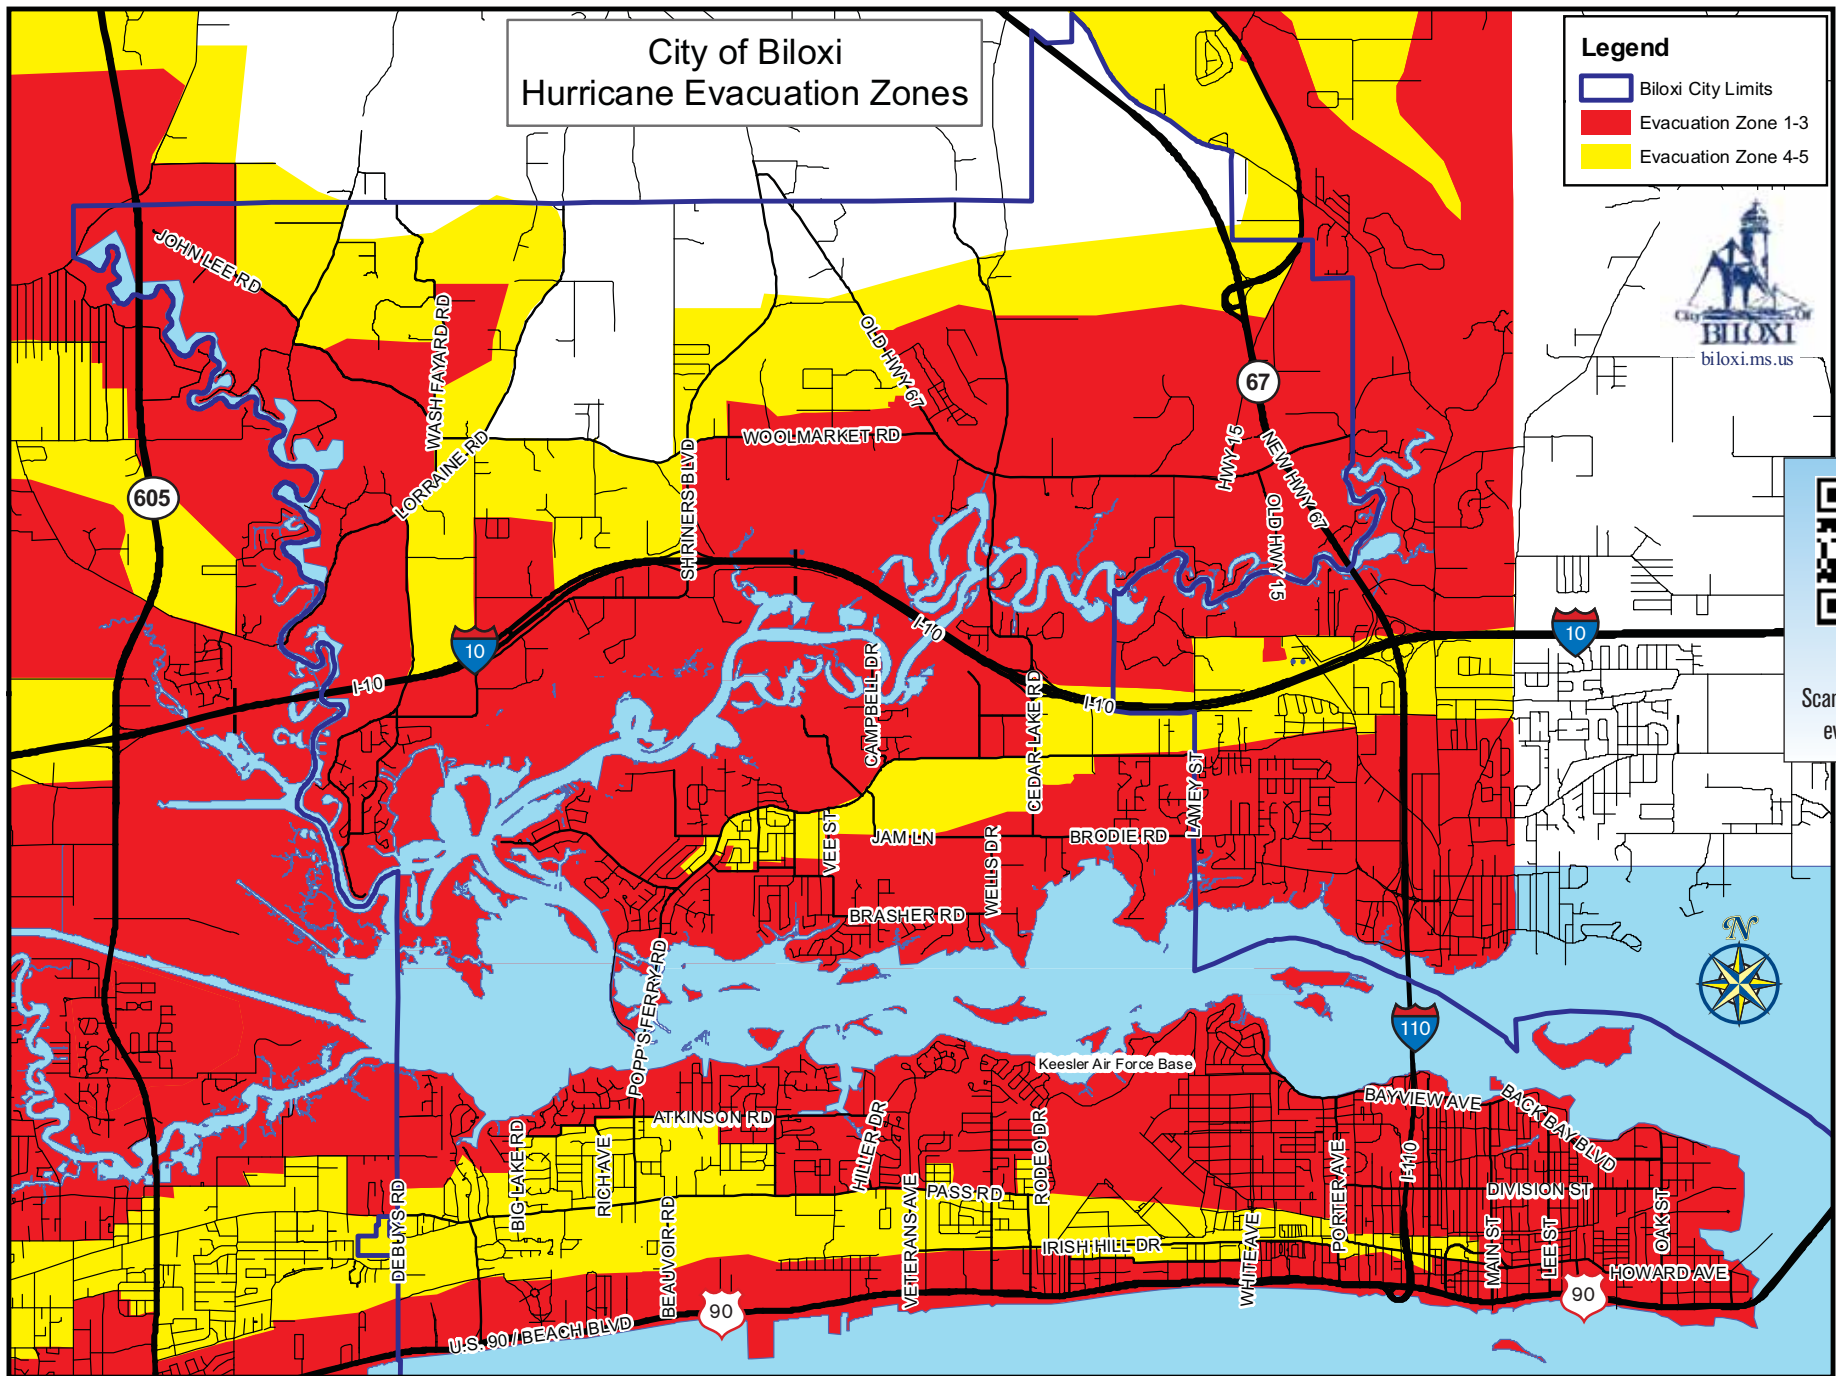 City of Biloxi
Hurricane Evacuation Zones
Legend
Biloxi City Limits
Evacuation Zone 1-3
Evacuation Zone 4-5
City Of
BILOXI
biloxi.ms.us
JOHN LEE RD
WASH FAYARD RD
OLD HWY 67
67
WOOLMARKET RD
LORRAINE RD
SHRINERS BLVD
HWY 15
NEW HWY 67
OLD HWY 15
605
I-10
10
I-10
10
I-10
CAMPBELL DR
CEDAR LAKE RD
LAMEY ST
VEE ST
JAM LN
WELLS DR
BRODIE RD
BRASHER RD
POPP'S FERRY RD
N
110
Keesler Air Force Base
BAYVIEW AVE
BACK BAY BLVD
ATKINSON RD
BIG LAKE RD
RICH AVE
HILLER DR
RODEO DR
PORTER AVE
I-110
DEBUYS RD
BEAUVOIR RD
VETERANS AVE
PASS RD
DIVISION ST
IRISH HILL DR
WHITE AVE
MAIN ST
LEE ST
OAK ST
HOWARD AVE
U.S. 90 / BEACH BLVD
90
90